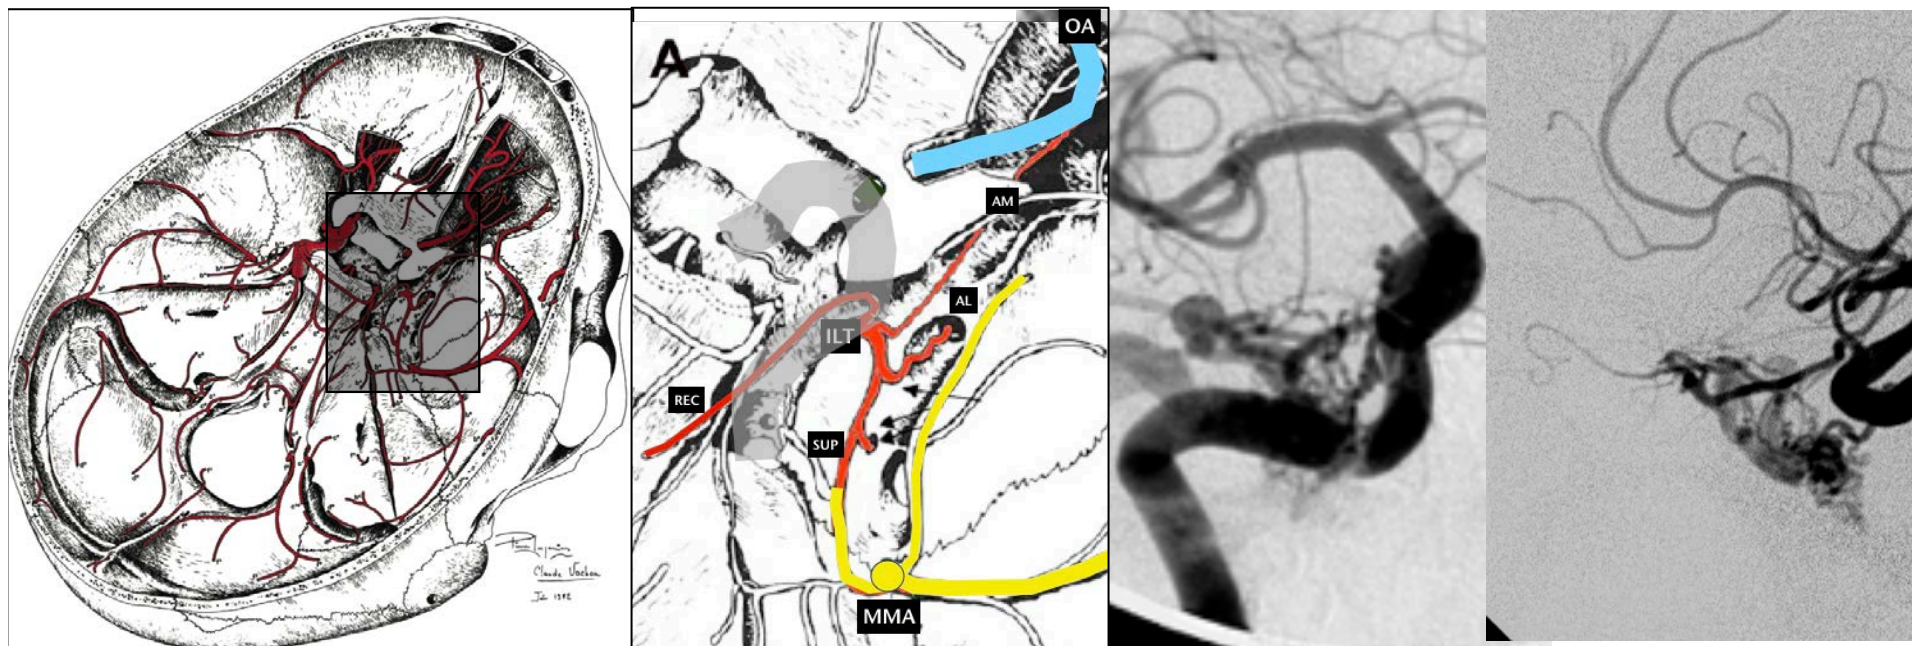 Claude Vachon
A
OA
AM
AL
ILT
REC
SUP
MMA